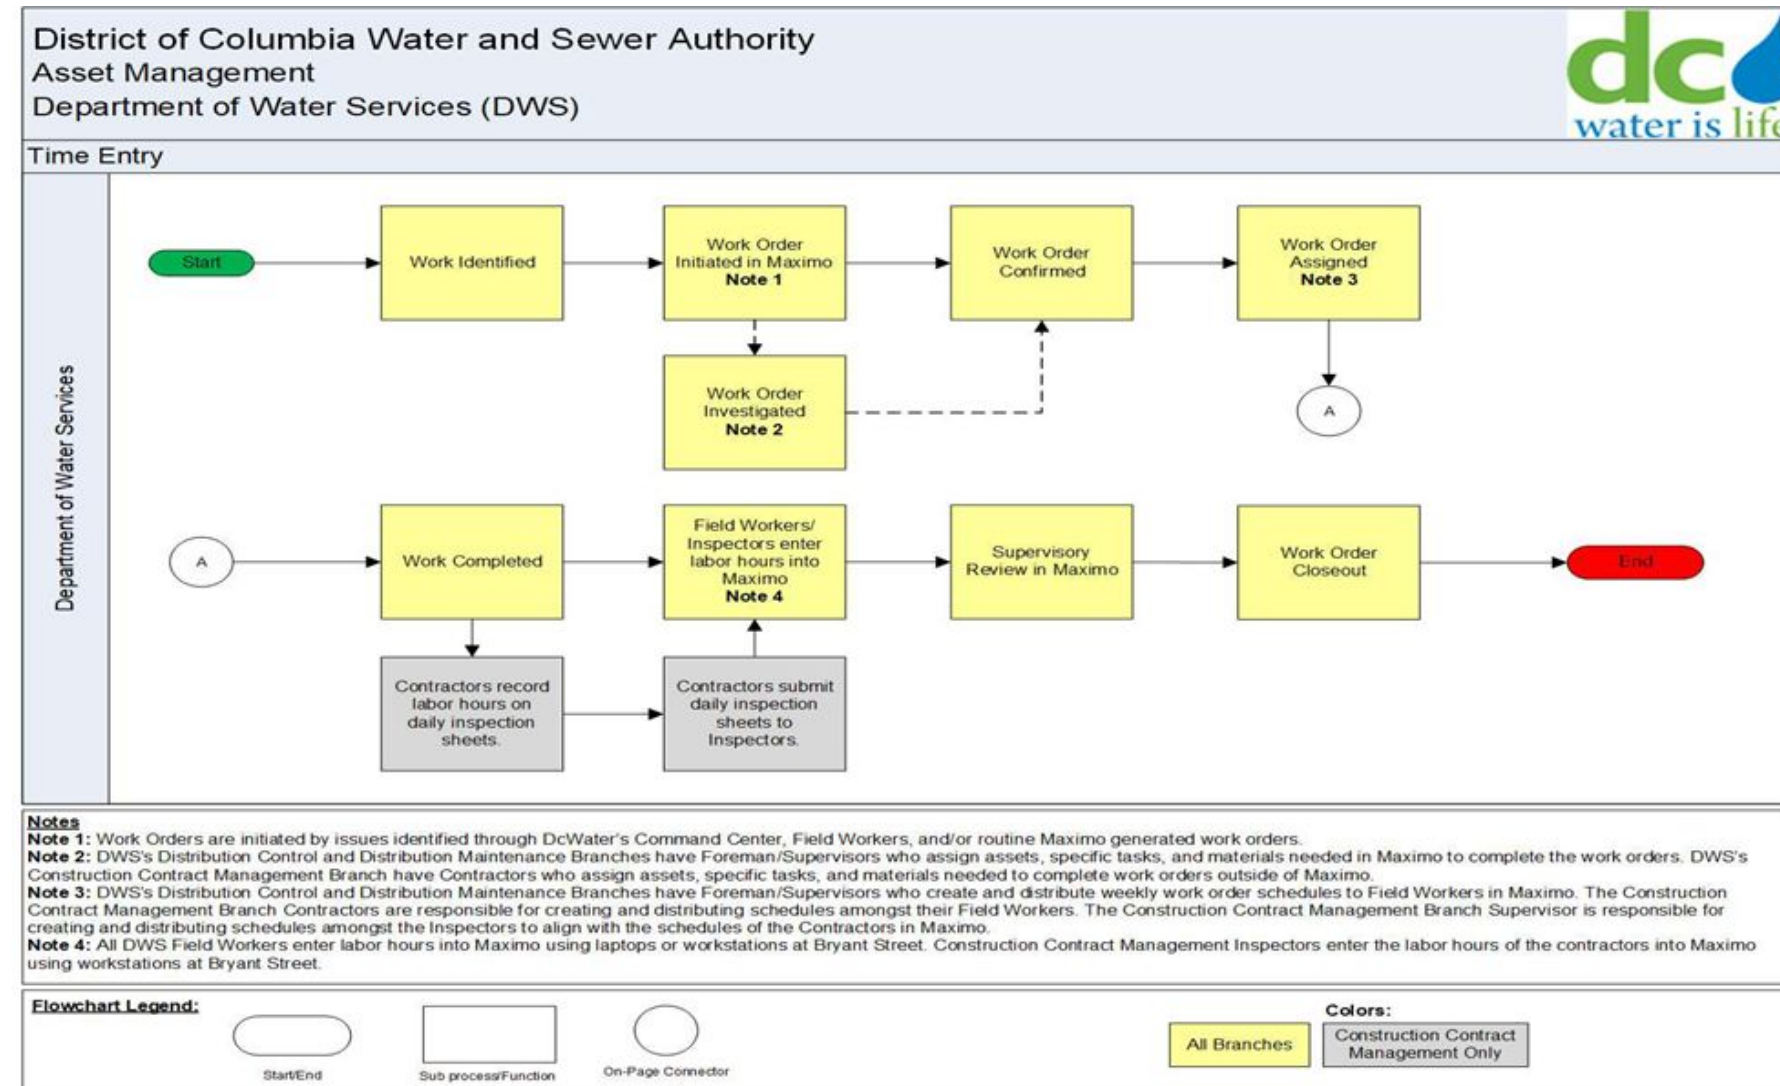 District of Columbia Water and Sewer Authority
Asset Management
Department of Water Services (DWS)
dc
water is life
Time Entry
Department of Water Services
Start
Work Identified
Work Order
Initiated in Maximo
Note 1
Work Order
Confirmed
Work Order
Assigned
Note 3
Work Order
Investigated
Note 2
A
A
Work Completed
Field Workers/
Inspectors enter
labor hours into
Maximo
Note 4
Supervisory
Review in Maximo
Work Order
Closeout
End
Contractors record
labor hours on
daily inspection
sheets.
Contractors submit
daily inspection
sheets to
Inspectors.
Notes
Note 1: Work Orders are initiated by issues identified through DcWater's Command Center, Field Workers, and/or routine Maximo generated work orders.
Note 2: DWS's Distribution Control and Distribution Maintenance Branches have Foreman/Supervisors who assign assets, specific tasks, and materials needed in Maximo to complete the work orders. DWS's
Construction Contract Management Branch have Contractors who assign assets, specific tasks, and materials needed to complete work orders outside of Maximo.
Note 3: DWS's Distribution Control and Distribution Maintenance Branches have Foreman/Supervisors who create and distribute weekly work order schedules to Field Workers in Maximo. The Construction
Contract Management Branch Contractors are responsible for creating and distributing schedules amongst their Field Workers. The Construction Contract Management Branch Supervisor is responsible for
creating and distributing schedules amongst the Inspectors to align with the schedules of the Contractors in Maximo.
Note 4: All DWS Field Workers enter labor hours into Maximo using laptops or workstations at Bryant Street. Construction Contract Management Inspectors enter the labor hours of the contractors into Maximo
using workstations at Bryant Street.
Flowchart Legend:
Start/End
Sub process/Function
On-Page Connector
Colors:
All Branches
Construction Contract
Management Only